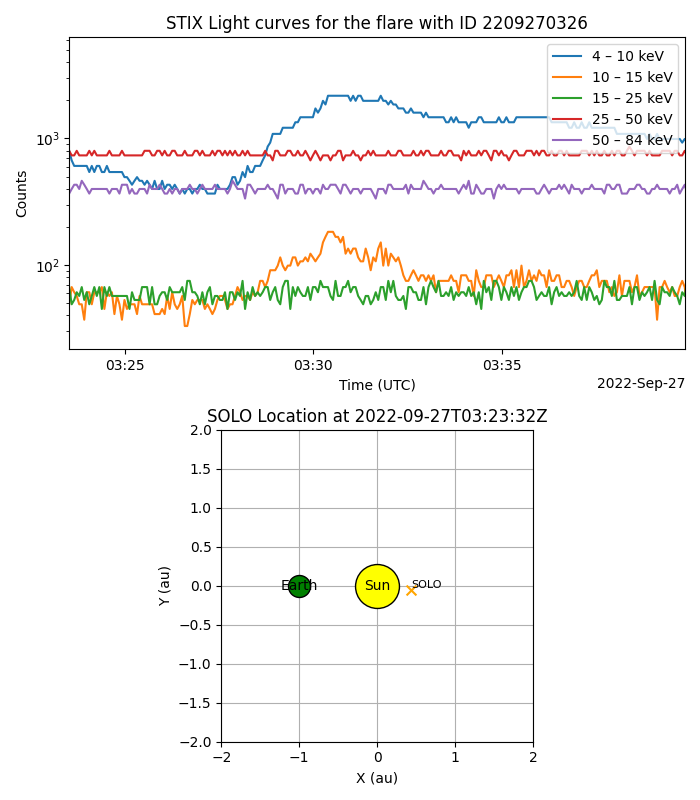 STIX Light curves for the flare with ID 2209270326
4 – 10 keV
10 – 15 keV
15 – 25 keV
25 – 50 keV
50 – 84 keV
10³
10²
Counts
03:25
03:30
03:35
Time (UTC)
2022-Sep-27
SOLO Location at 2022-09-27T03:23:32Z
2.0
1.5
1.0
0.5
0.0
−0.5
−1.0
−1.5
−2.0
Y (au)
Earth
Sun
SOLO
−2
−1
0
1
2
X (au)